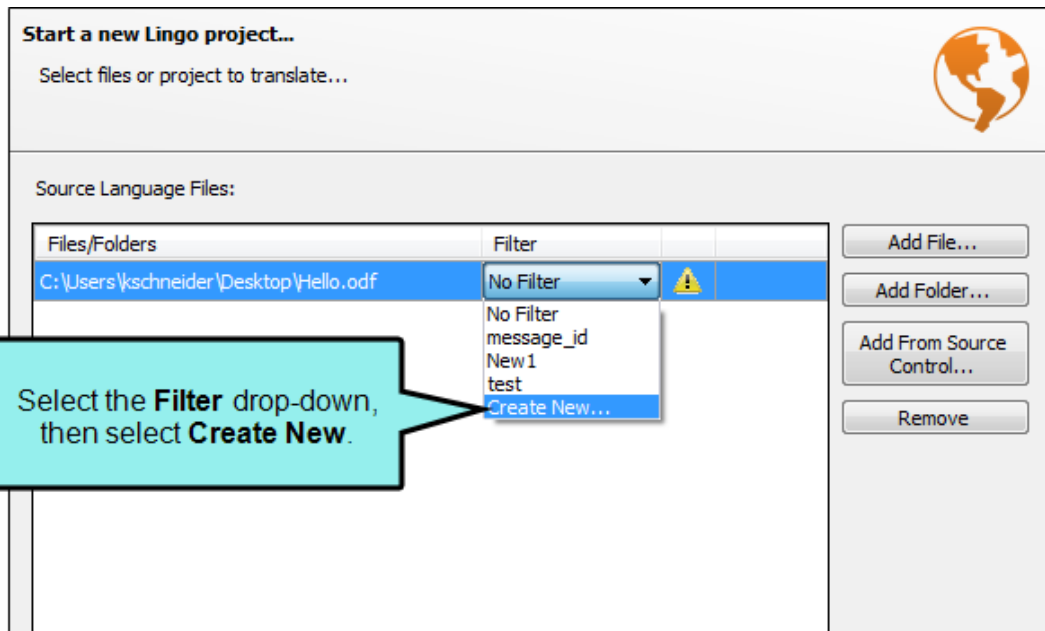 Start a new Lingo project...
Select files or project to translate...
Source Language Files:
Files/Folders Filter
C:\Users\kschneider\Desktop\Hello.odf No Filter
No Filter
message_id
New1
test
Create New...
Add File...
Add Folder...
Add From Source
Control...
Remove
Select the Filter drop-down,
then select Create New.